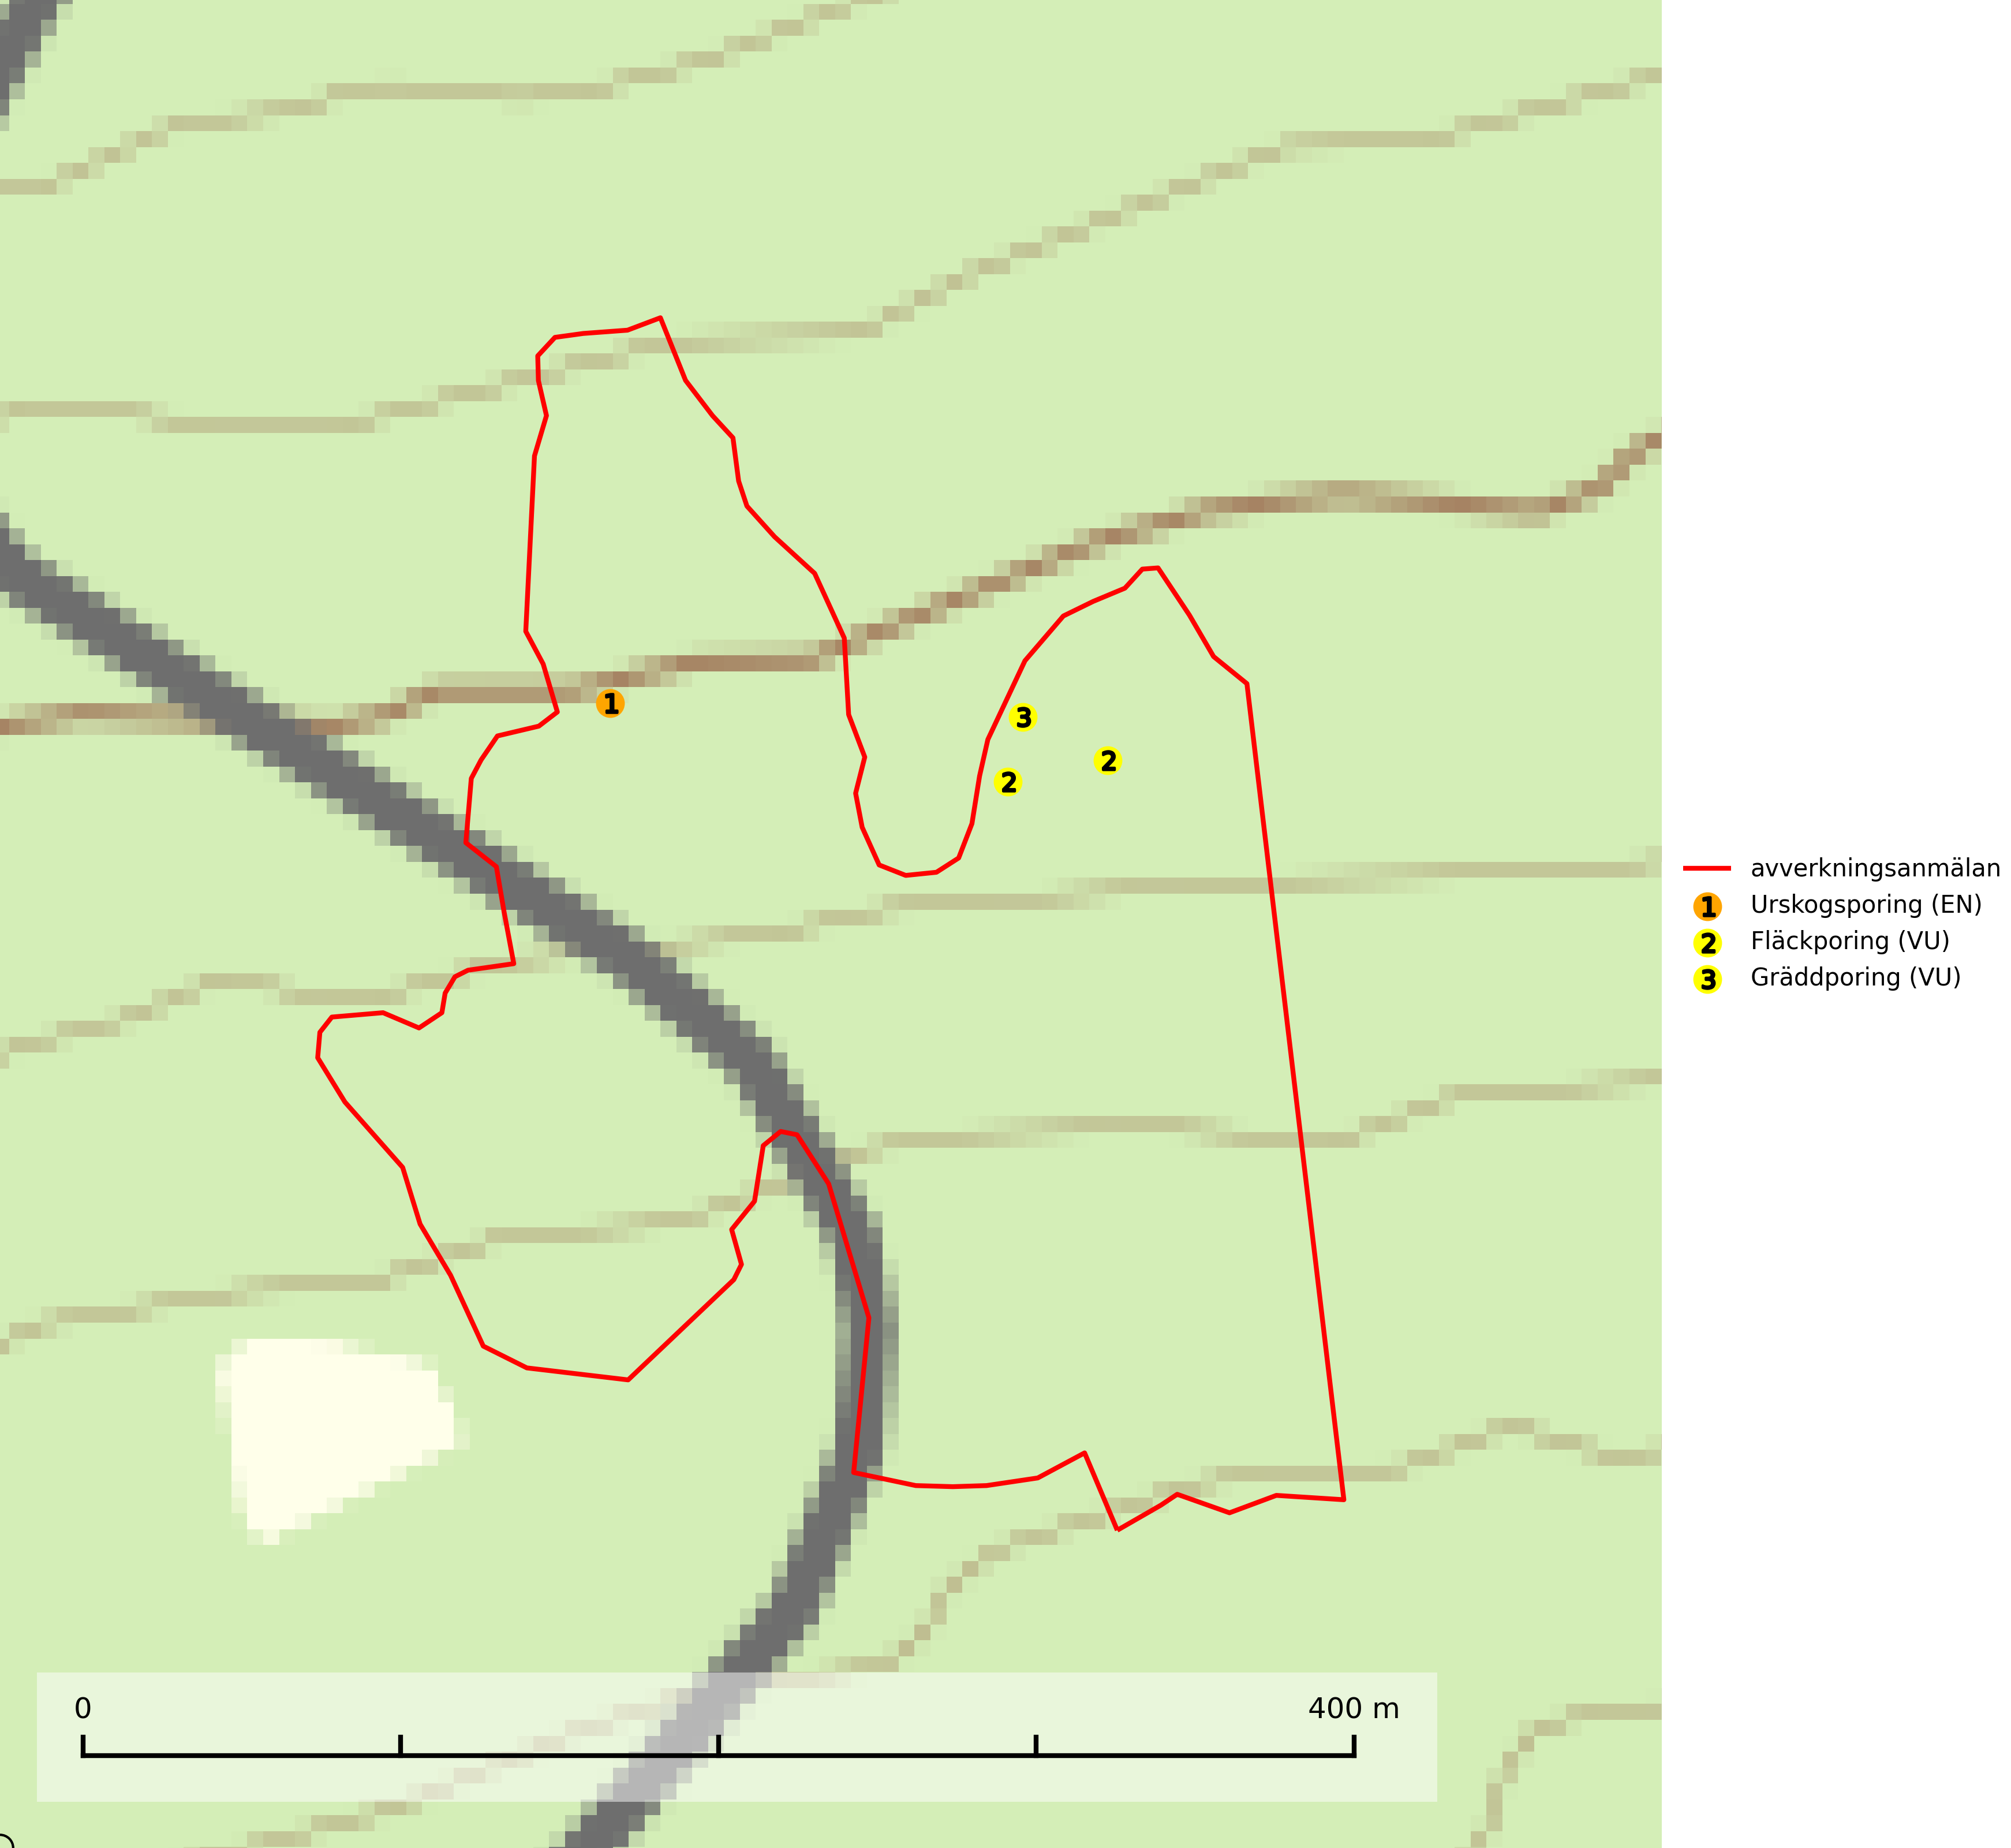 1
3
2
2
avverkningsanmälan
1 Urskogsporing (EN)
2 Fläckporing (VU)
3 Gräddporing (VU)
0 400 m